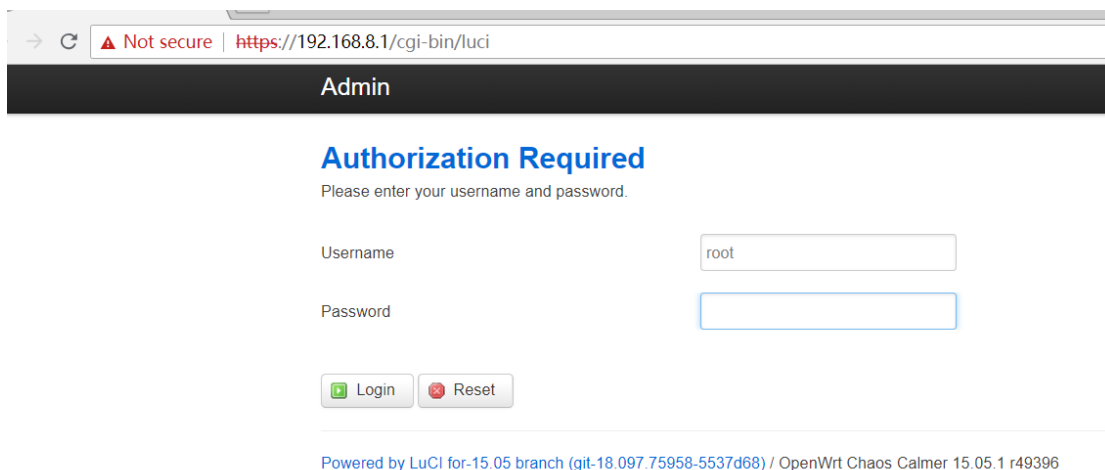 Not secure | https://192.168.8.1/cgi-bin/luci
Admin
Authorization Required
Please enter your username and password.
Username
root
Password
Login
Reset
Powered by LuCI for-15.05 branch (git-18.097.75958-5537d68) / OpenWrt Chaos Calmer 15.05.1 r49396